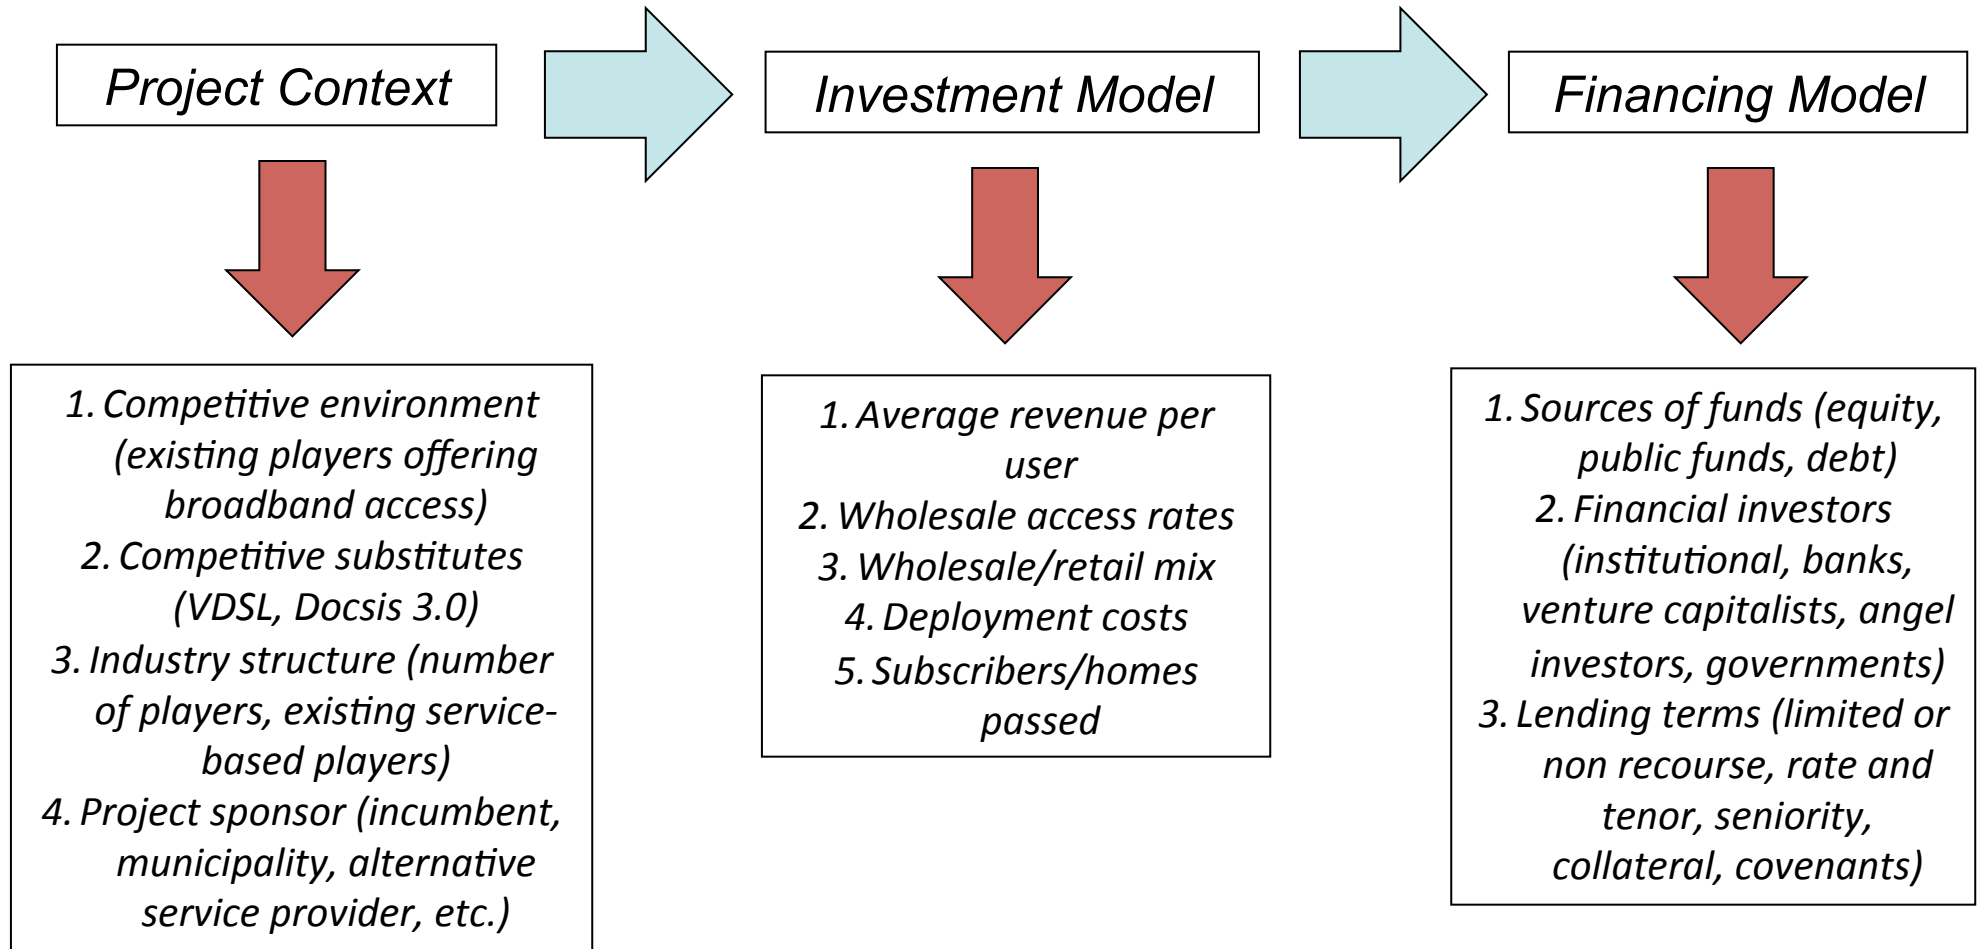 Project Context
Investment Model
Financing Model
1. Competitive environment
(existing players offering
broadband access)
2. Competitive substitutes
(VDSL, Docsis 3.0)
3. Industry structure (number
of players, existing service-
based players)
4. Project sponsor (incumbent,
municipality, alternative
service provider, etc.)
1. Average revenue per
user
2. Wholesale access rates
3. Wholesale/retail mix
4. Deployment costs
5. Subscribers/homes
passed
1. Sources of funds (equity,
public funds, debt)
2. Financial investors
(institutional, banks,
venture capitalists, angel
investors, governments)
3. Lending terms (limited or
non recourse, rate and
tenor, seniority,
collateral, covenants)